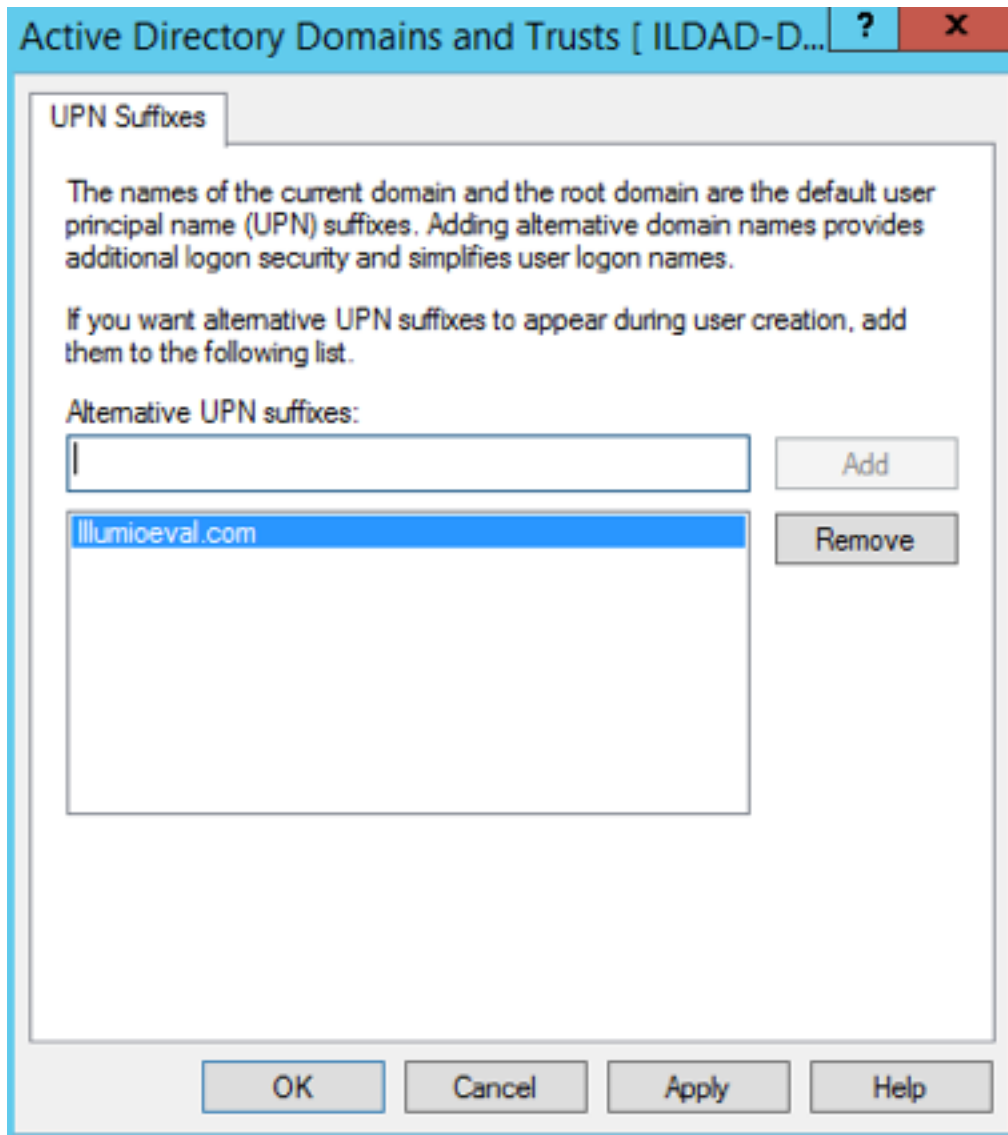 Active Directory Domains and Trusts [ ILDAD-D... ? x
UPN Suffixes
The names of the current domain and the root domain are the default user
principal name (UPN) suffixes. Adding alternative domain names provides
additional logon security and simplifies user logon names.
If you want alternative UPN suffixes to appear during user creation, add
them to the following list.
Alternative UPN suffixes:
Add
Illumioeval.com
Remove
OK Cancel Apply Help